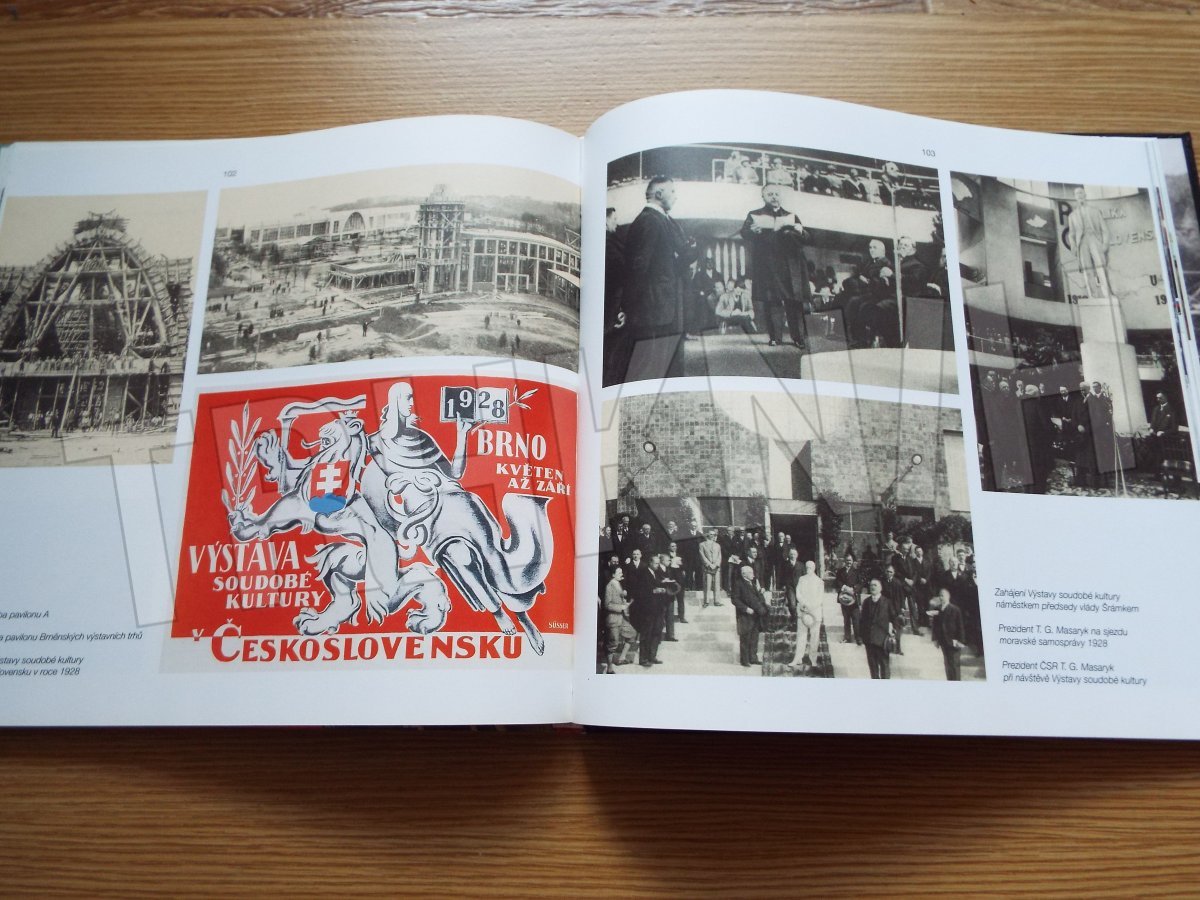 102
1928
BRNO
KVĚTEN
AŽ ZÁŘÍ
VÝSTAVA
SOUDOBÉ
KULTURY
V ČESKOSLOVENSKU
SÜSSER
ba pavilonu A
a pavilonu Brněnských výstavních trhů
stavy soudobé kultury
lovensku v roce 1928
103
Zahájení Výstavy soudobé kultury
náměstkem předsedy vlády Šrámkem
Prezident T. G. Masaryk na sjezdu
moravské samosprávy 1928
Prezident ČSR T. G. Masaryk
při návštěvě Výstavy soudobé kultury